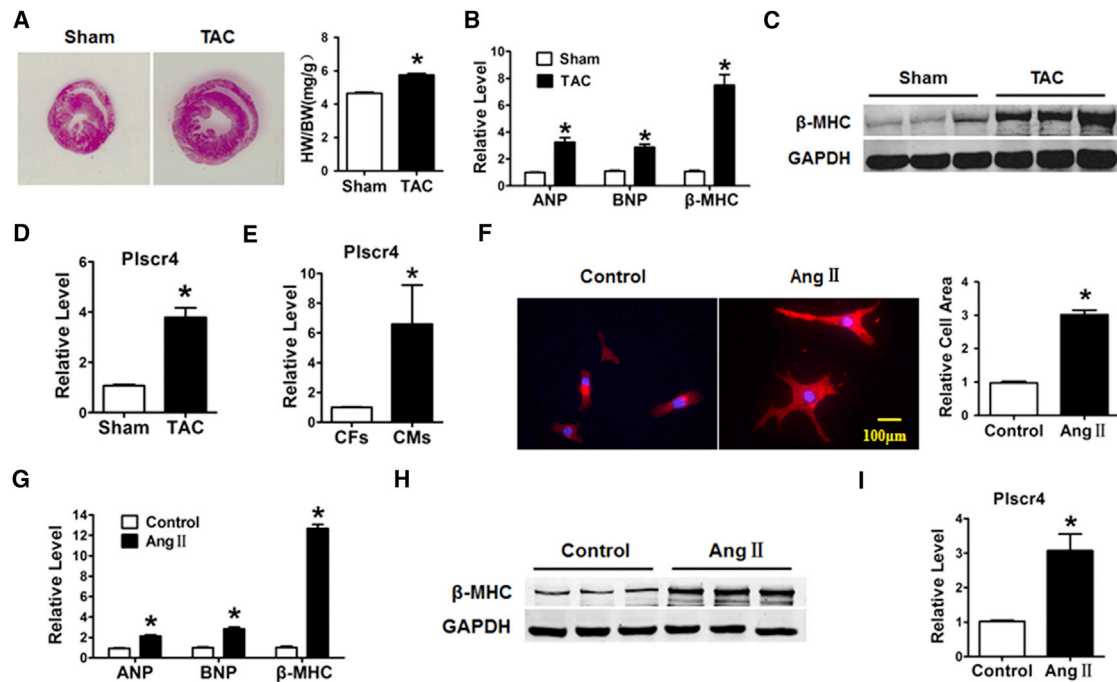 A
Sham
TAC
HW/BW(mg/g)
8
6
4
2
0
*
Sham
TAC
B
Relative Level
10
8
6
4
2
0
Sham
TAC
*
*
*
ANP
BNP
β-MHC
C
Sham
TAC
β-MHC
GAPDH
D
Plscr4
Relative Level
6
4
2
0
*
Sham
TAC
E
Plscr4
Relative Level
10
8
6
4
2
0
*
CFs
CMs
F
Control
Ang Ⅱ
100μm
Relative Cell Area
4
3
2
1
0
*
Control
Ang Ⅱ
G
Relative Level
14
12
10
8
6
4
2
0
Control
Ang Ⅱ
*
*
*
ANP
BNP
β-MHC
H
Control
Ang Ⅱ
β-MHC
GAPDH
I
Plscr4
Relative Level
4
3
2
1
0
*
Control
Ang Ⅱ